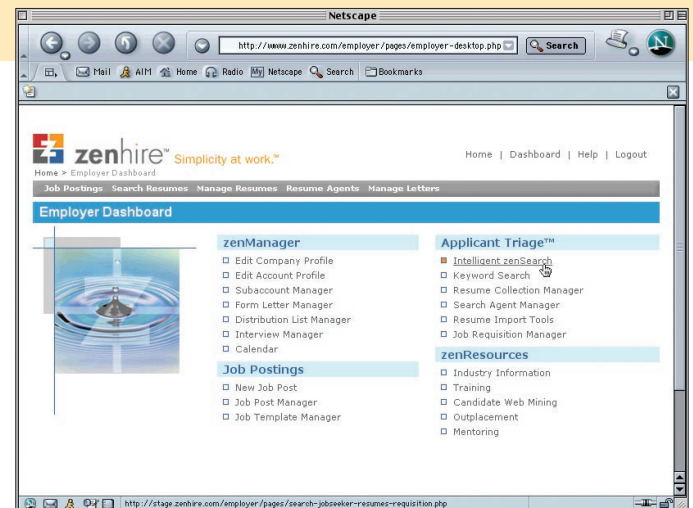 Netscape
http://www.zenhire.com/employer/pages/employer-desktop.php
Search
Mail AIM Home Radio My Netscape Search Bookmarks
zenhire™ Simplicity at work.™
Home | Dashboard | Help | Logout
Home > Employer Dashboard
Job Postings Search Resumes Manage Resumes Resume Agents Manage Letters
Employer Dashboard
zenManager
Edit Company Profile
Edit Account Profile
Subaccount Manager
Form Letter Manager
Distribution List Manager
Interview Manager
Calendar
Job Postings
New Job Post
Job Post Manager
Job Template Manager
Applicant Triage™
Intelligent zenSearch
Keyword Search
Resume Collection Manager
Search Agent Manager
Resume Import Tools
Job Requisition Manager
zenResources
Industry Information
Training
Candidate Web Mining
Outplacement
Mentoring
http://stage.zenhire.com/employer/pages/search-jobseeker-resumes-requisition.php